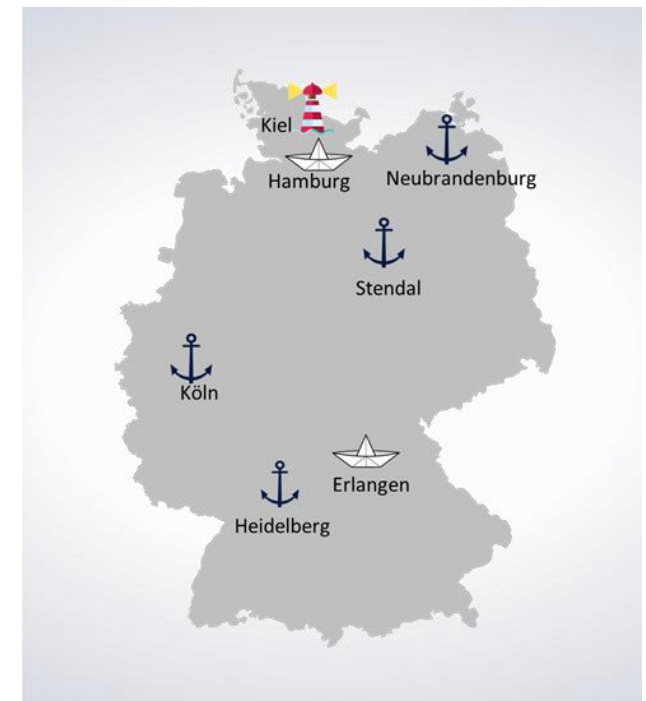 Kiel
Hamburg
Neubrandenburg
Stendal
Köln
Erlangen
Heidelberg